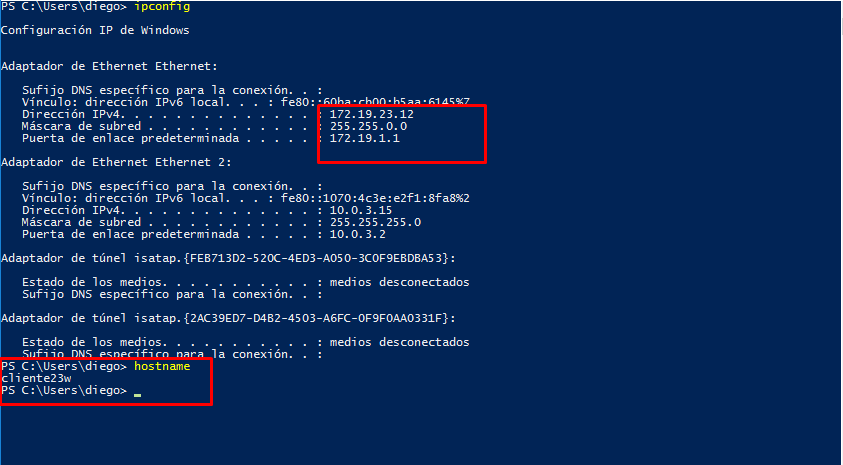 PS C:\Users\diego> ipconfig
Configuración IP de Windows
Adaptador de Ethernet Ethernet:
Sufijo DNS específico para la conexión. . :
Vínculo: dirección IPv6 local. . . : fe80::60ba:cb00:b5aa:6145%7
Dirección IPv4. . . . . . . . . . . . . . : 172.19.23.12
Máscara de subred . . . . . . . . . . . . : 255.255.0.0
Puerta de enlace predeterminada . . . . . : 172.19.1.1
Adaptador de Ethernet Ethernet 2:
Sufijo DNS específico para la conexión. . :
Vínculo: dirección IPv6 local. . . : fe80::1070:4c3e:e2f1:8fa8%2
Dirección IPv4. . . . . . . . . . . . . . : 10.0.3.15
Máscara de subred . . . . . . . . . . . . : 255.255.255.0
Puerta de enlace predeterminada . . . . . : 10.0.3.2
Adaptador de túnel isatap.{FEB713D2-520C-4ED3-A050-3C0F9EBDBA53}:
Estado de los medios. . . . . . . . . . . : medios desconectados
Sufijo DNS específico para la conexión. . :
Adaptador de túnel isatap.{2AC39ED7-D4B2-4503-A6FC-0F9F0AA0331F}:
Estado de los medios. . . . . . . . . . . : medios desconectados
Sufijo DNS específico para la conexión. . :
PS C:\Users\diego> hostname
cliente23w
PS C:\Users\diego>